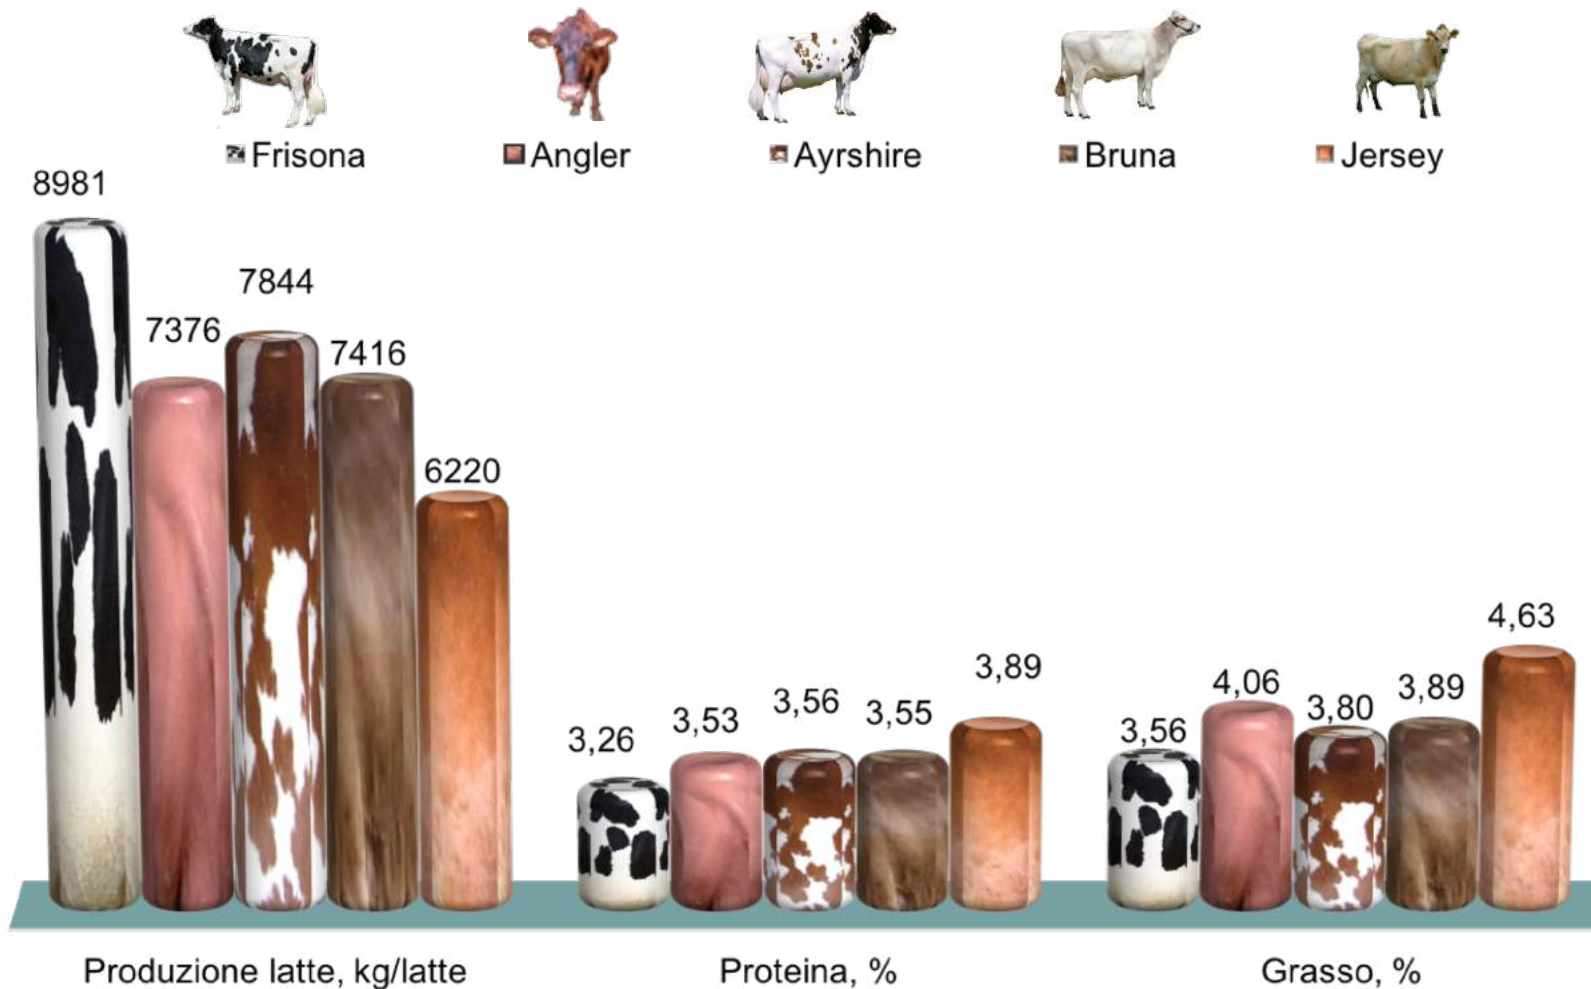 Frisona Angler Ayrshire Bruna Jersey
8981 7376 7844 7416 6220
3,26 3,53 3,56 3,55 3,89
3,56 4,06 3,80 3,89 4,63
Produzione latte, kg/latte Proteina, % Grasso, %